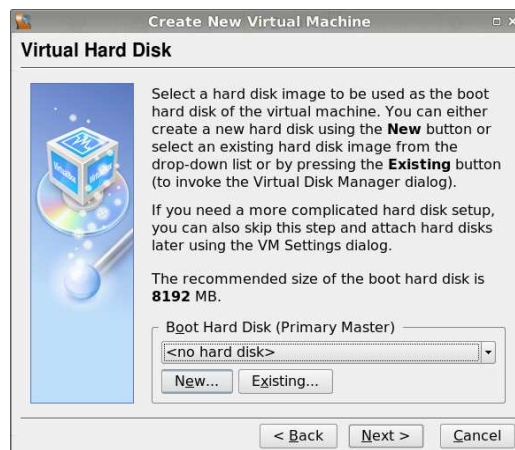 Create New Virtual Machine
Virtual Hard Disk
Select a hard disk image to be used as the boot
hard disk of the virtual machine. You can either
create a new hard disk using the New button or
select an existing hard disk image from the
drop-down list or by pressing the Existing button
(to invoke the Virtual Disk Manager dialog).
If you need a more complicated hard disk setup,
you can also skip this step and attach hard disks
later using the VM Settings dialog.
The recommended size of the boot hard disk is
8192 MB.
Boot Hard Disk (Primary Master)
<no hard disk>
New... Existing...
< Back Next > Cancel